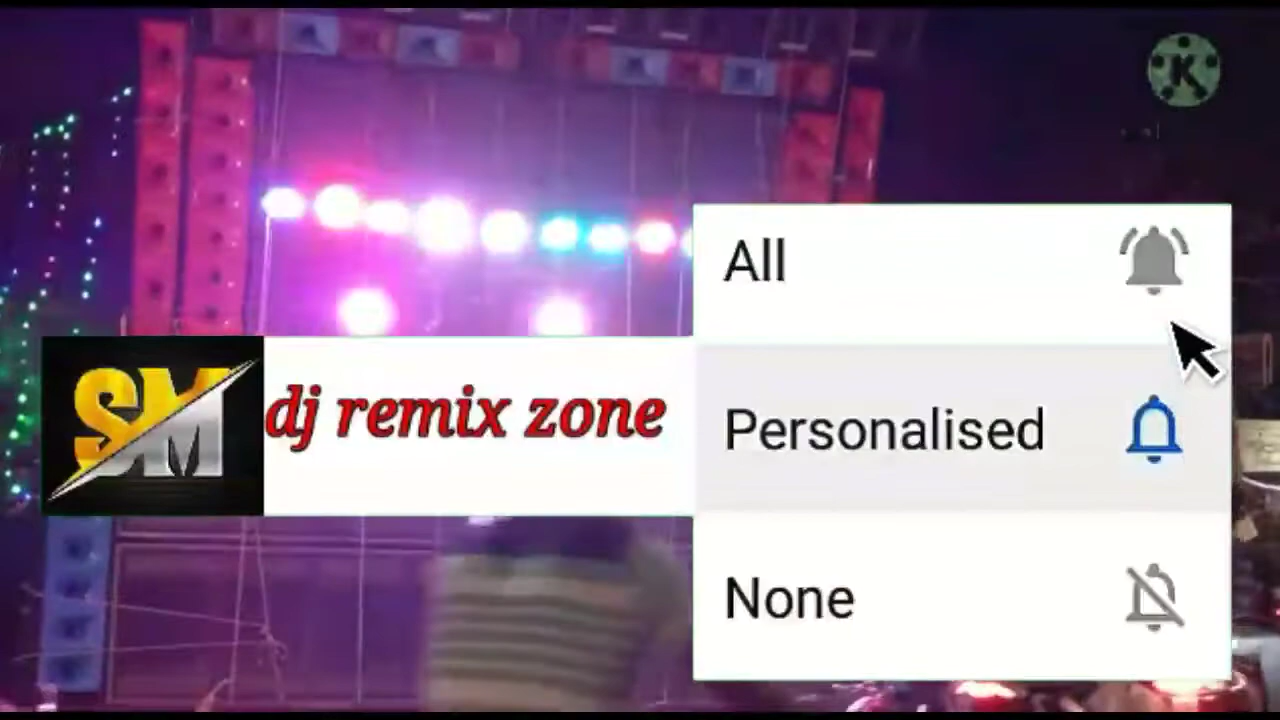 K
All
SM
dj remix zone
Personalised
None